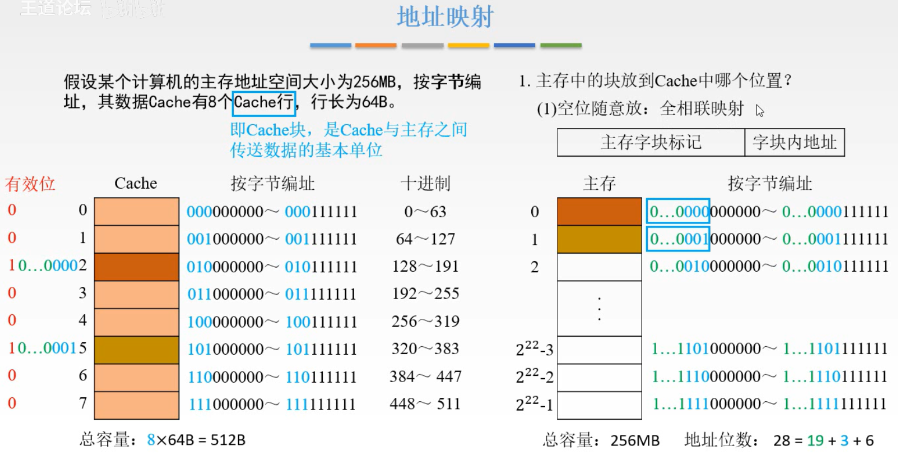 王道论坛
地址映射
假设某个计算机的主存地址空间大小为256MB，按字节编
址，其数据Cache有8个Cache行，行长为64B。
即Cache块，是Cache与主存之间
传送数据的基本单位
1. 主存中的块放到Cache中哪个位置？
(1)空位随意放：全相联映射
主存字块标记 字块内地址
有效位 Cache 按字节编址 十进制 主存 按字节编址
0 0 000000000～000111111 0～63 0 0…0000000000～0…0000111111
0 1 001000000～001111111 64～127 1 0…0001000000～0…0001111111
1 0…0000 2 010000000～010111111 128～191 2 0…0010000000～0…0010111111
0 3 011000000～011111111 192～255
0 4 100000000～100111111 256～319
1 0…0001 5 101000000～101111111 320～383 2²²-3 1…1101000000～1…1101111111
0 6 110000000～110111111 384～447 2²²-2 1…1110000000～1…1110111111
0 7 111000000～111111111 448～511 2²²-1 1…1111000000～1…1111111111
总容量：8×64B = 512B 总容量：256MB 地址位数： 28 = 19 + 3 + 6